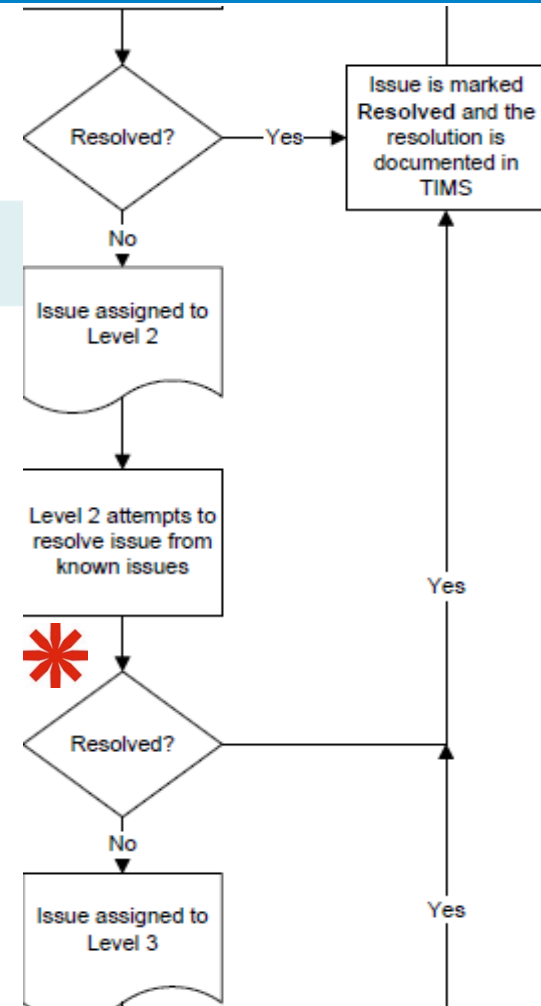 Resolved?
Yes
Issue is marked
Resolved and the
resolution is
documented in
TIMS
No
Issue assigned to
Level 2
Level 2 attempts to
resolve issue from
known issues
Yes
Resolved?
No
Issue assigned to
Level 3
Yes